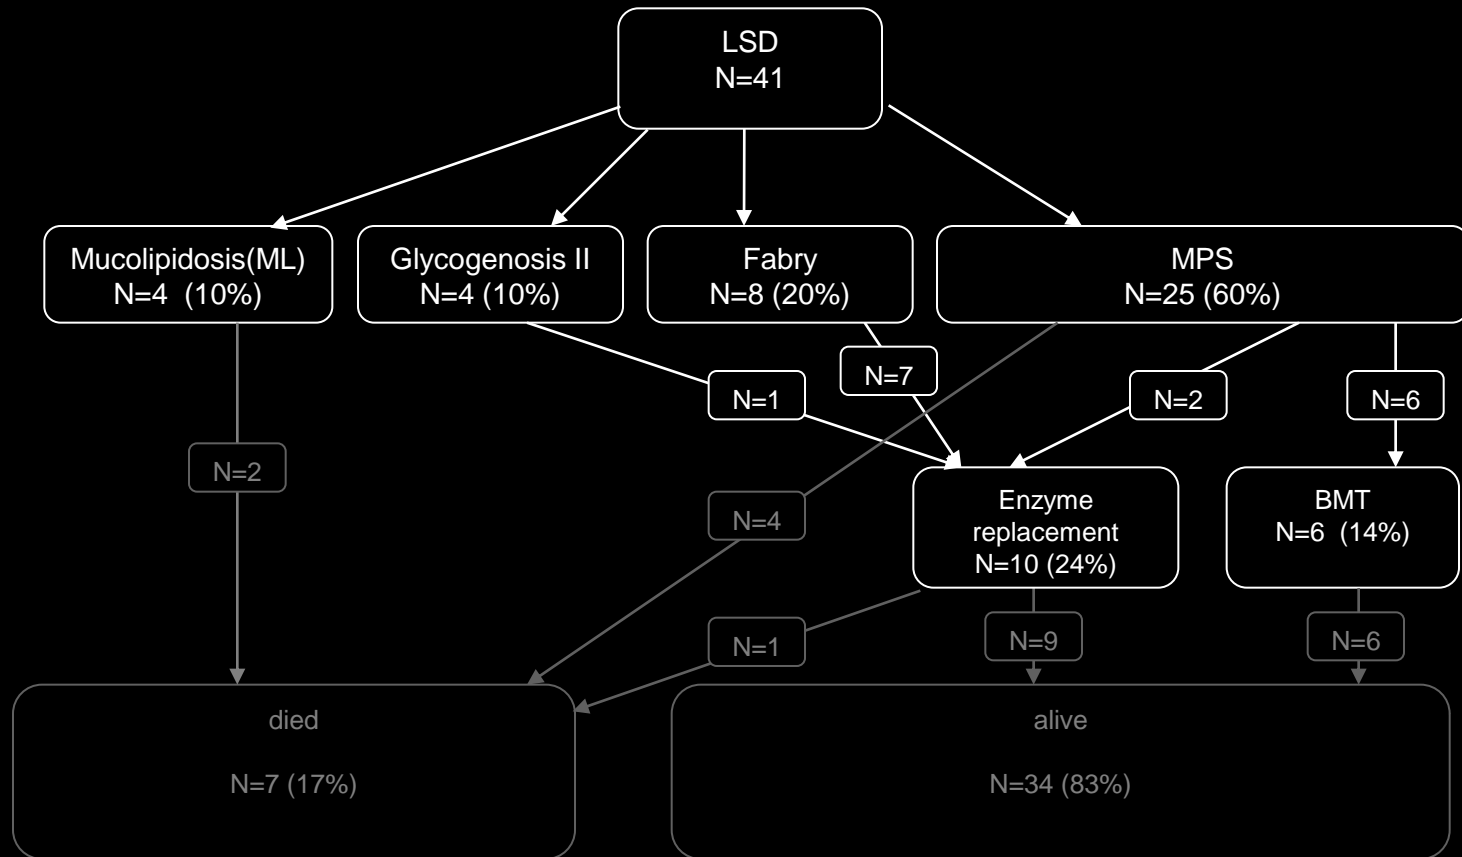 LSD
N=41
Mucolipidosis(ML)
N=4 (10%)
Glycogenosis II
N=4 (10%)
Fabry
N=8 (20%)
MPS
N=25 (60%)
N=1
N=7
N=2
N=6
N=2
N=4
Enzyme
replacement
N=10 (24%)
BMT
N=6 (14%)
N=1
N=9
N=6
died
N=7 (17%)
alive
N=34 (83%)